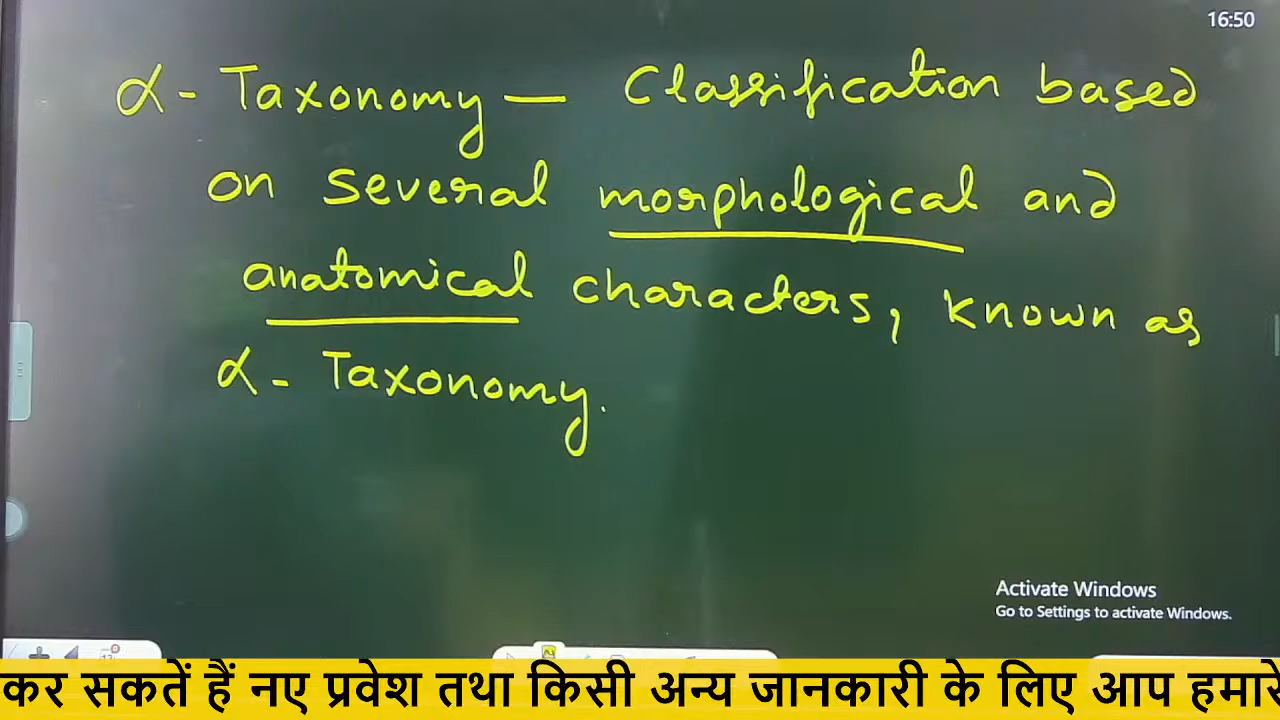 16:50
α- Taxonomy — Classification based
on several morphological and
anatomical characters, known as
α- Taxonomy.
Activate Windows
Go to Settings to activate Windows.
कर सकतें हैं नए प्रवेश तथा किसी अन्य जानकारी के लिए आप हमारे